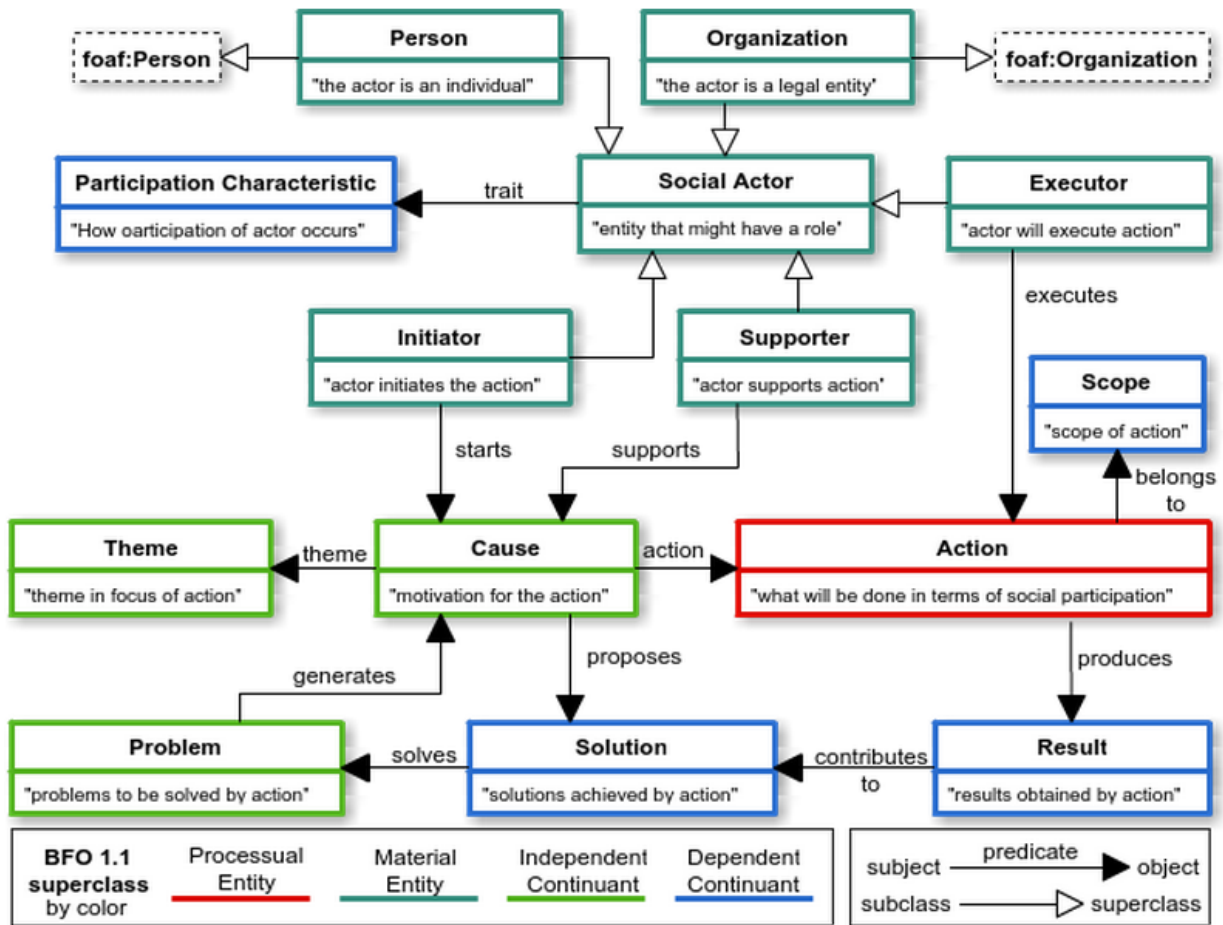 foaf:Person
Person
"the actor is an individual"
Organization
"the actor is a legal entity"
foaf:Organization
Participation Characteristic
"How oarticipation of actor occurs"
trait
Social Actor
"entity that might have a role"
Executor
"actor will execute action"
executes
Initiator
"actor initiates the action"
Supporter
"actor supports action"
Scope
"scope of action"
starts
supports
belongs
to
Theme
"theme in focus of action"
theme
Cause
"motivation for the action"
action
Action
"what will be done in terms of social participation"
generates
proposes
produces
Problem
"problems to be solved by action"
solves
Solution
"solutions achieved by action"
contributes
to
Result
"results obtained by action"
BFO 1.1
superclass
by color
Processual
Entity
Material
Entity
Independent
Continuant
Dependent
Continuant
subject predicate object
subclass superclass